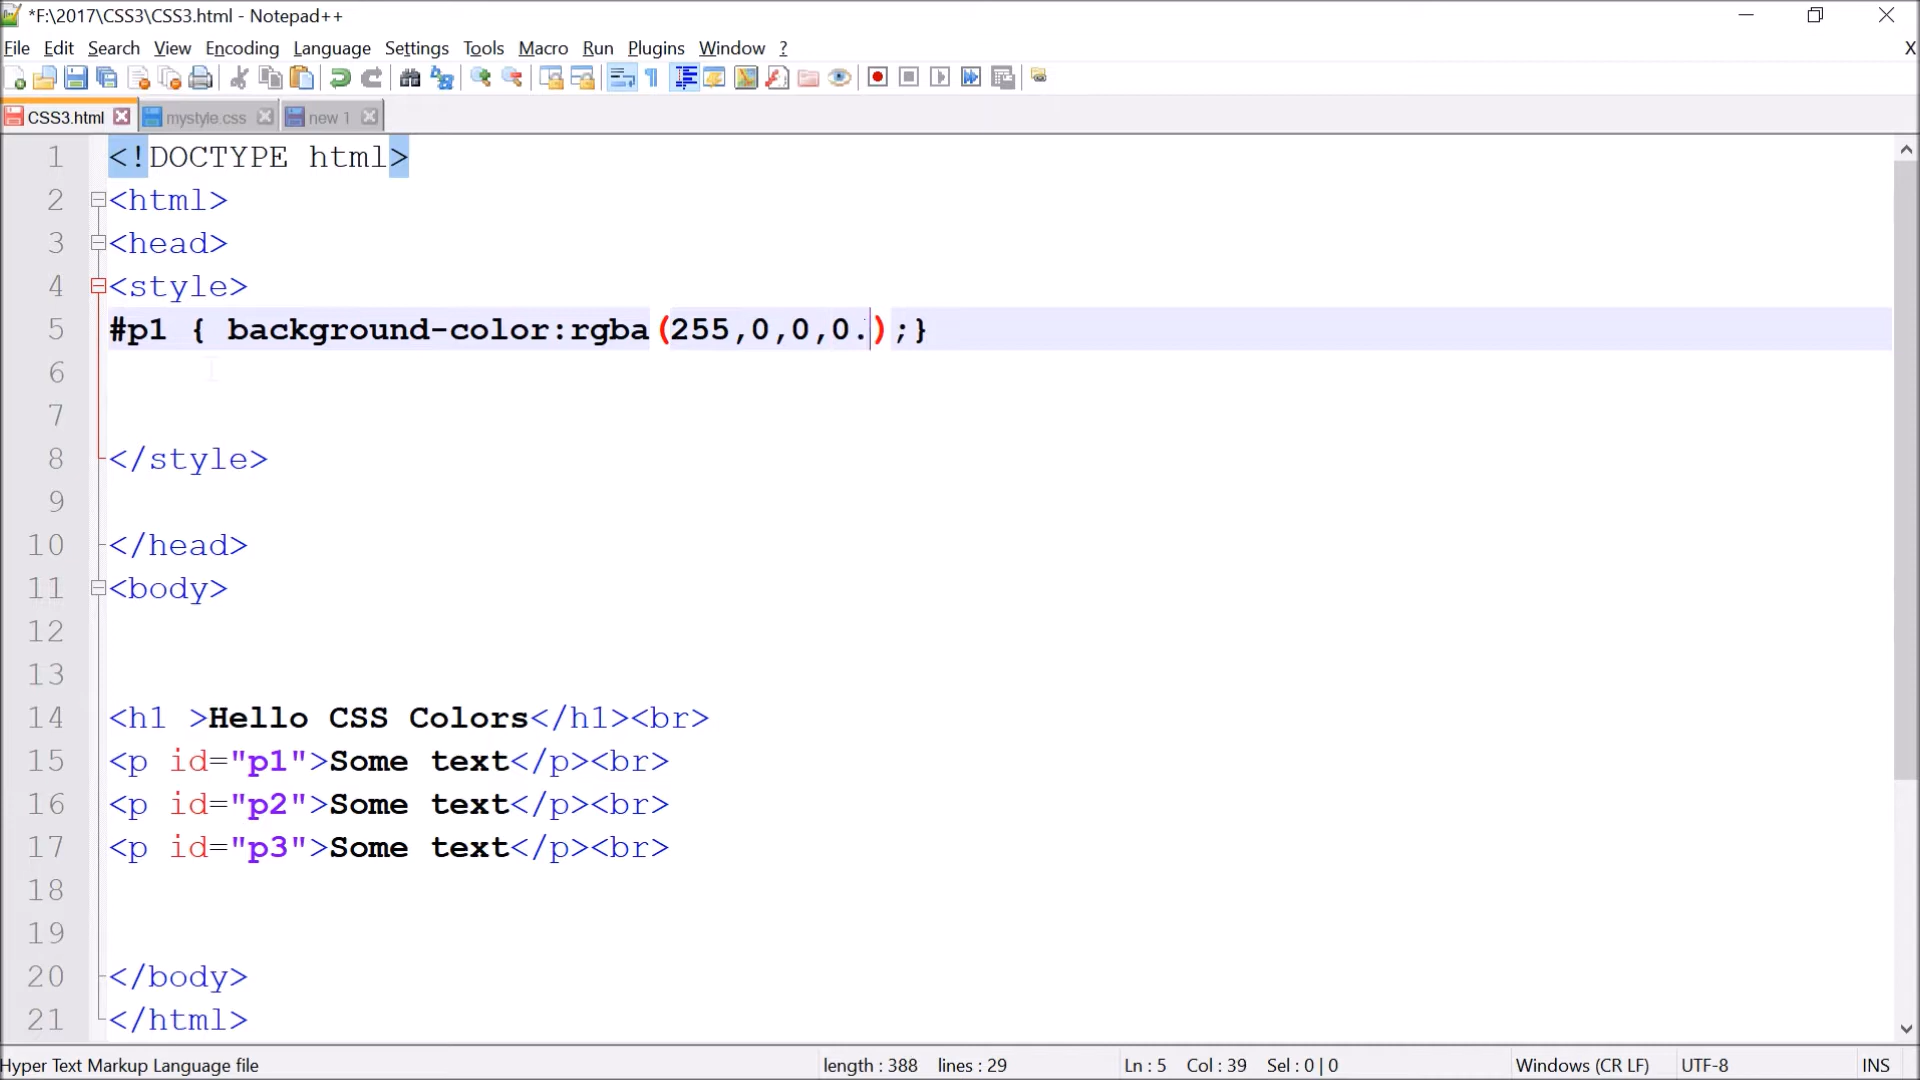 *F:\2017\CSS3\CSS3.html - Notepad++
File Edit Search View Encoding Language Settings Tools Macro Run Plugins Window ? X
CSS3.html mystyle.css new 1
1 <!DOCTYPE html>
2 <html>
3 <head>
4 <style>
5 #p1 { background-color:rgba(255,0,0,0.);}
6
7
8 </style>
9
10 </head>
11 <body>
12
13
14 <h1 >Hello CSS Colors</h1><br>
15 <p id="p1">Some text</p><br>
16 <p id="p2">Some text</p><br>
17 <p id="p3">Some text</p><br>
18
19
20 </body>
21 </html>
Hyper Text Markup Language file length : 388 lines : 29 Ln : 5 Col : 39 Sel : 0 | 0 Windows (CR LF) UTF-8 INS